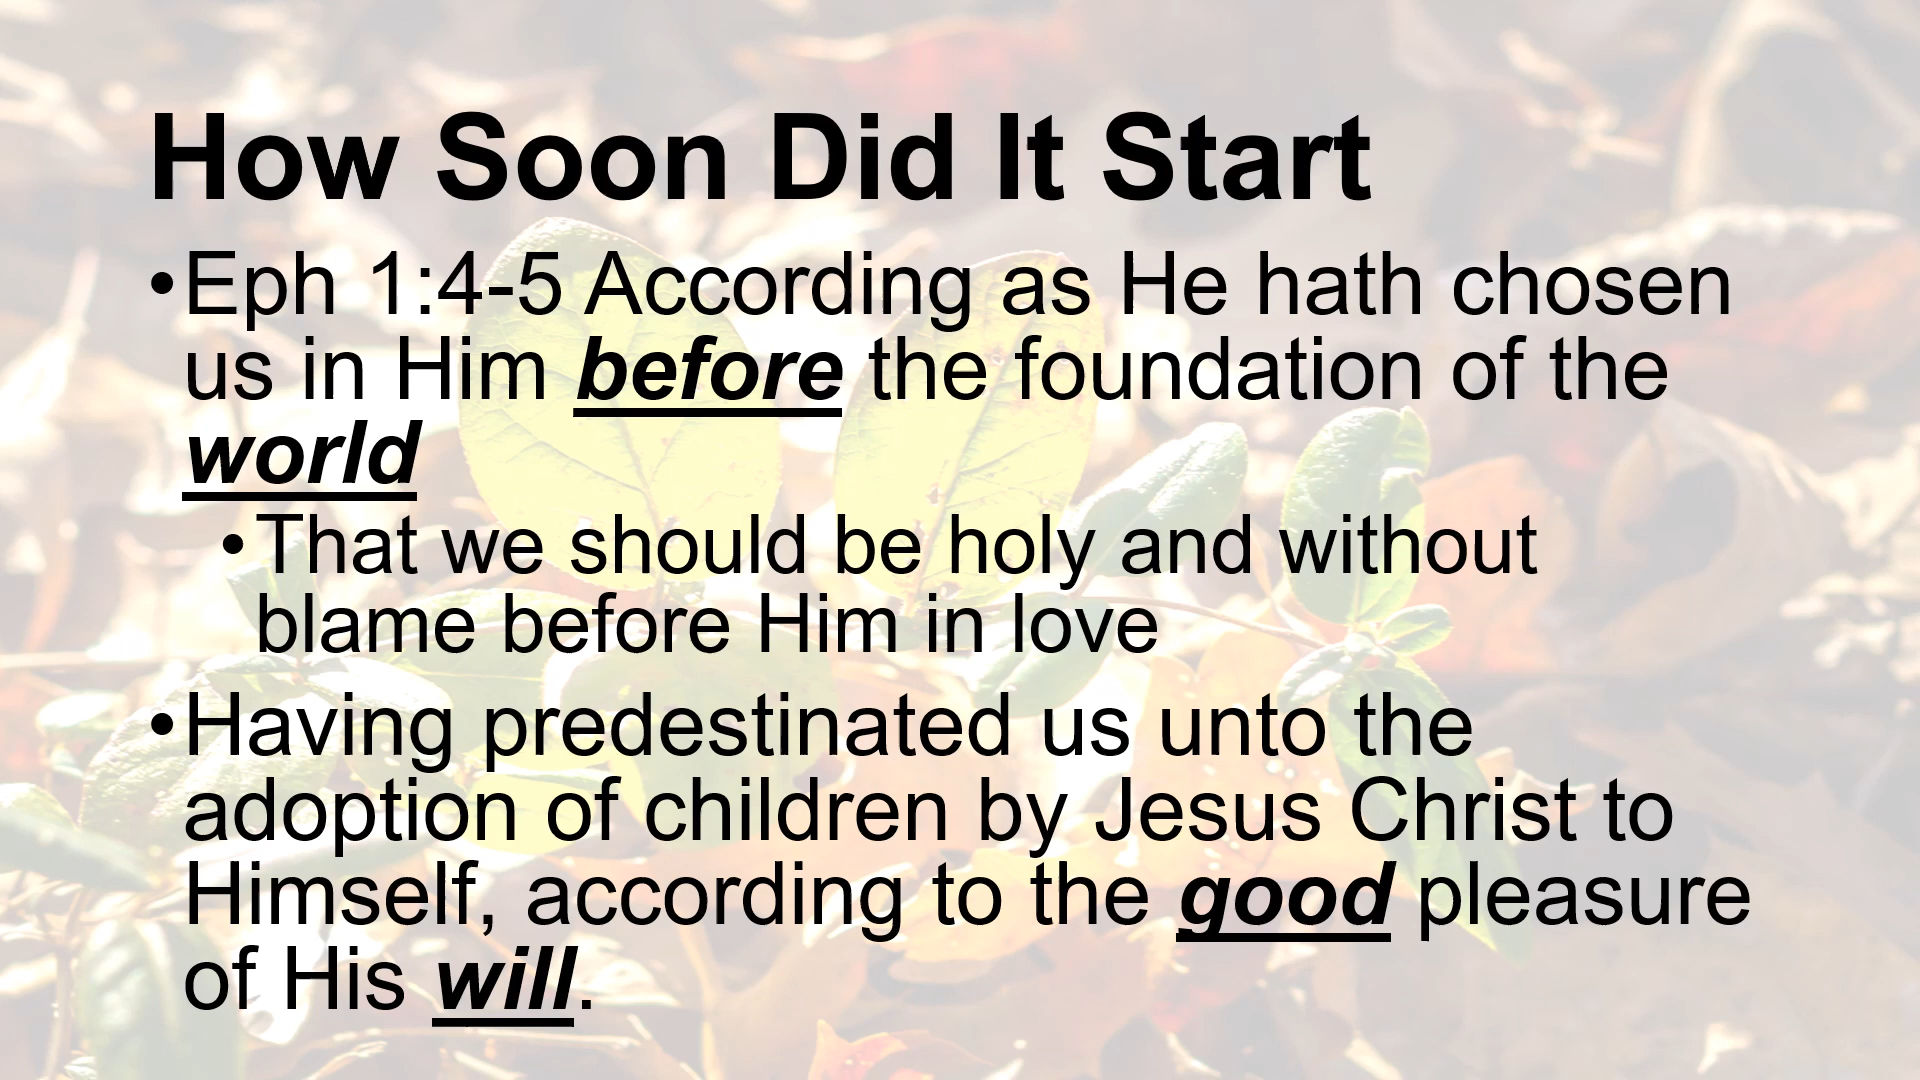 How Soon Did It Start
•Eph 1:4-5 According as He hath chosen
us in Him before the foundation of the
world
•That we should be holy and without
blame before Him in love
•Having predestinated us unto the
adoption of children by Jesus Christ to
Himself, according to the good pleasure
of His will.